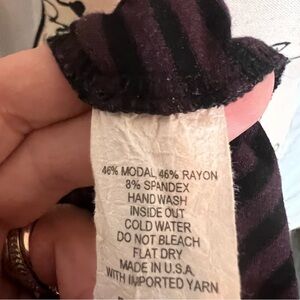 46% MODAL 46% RAYON
8% SPANDEX
HAND WASH
INSIDE OUT
COLD WATER
DO NOT BLEACH
FLAT DRY
MADE IN U.S.A.
WITH IMPORTED YARN